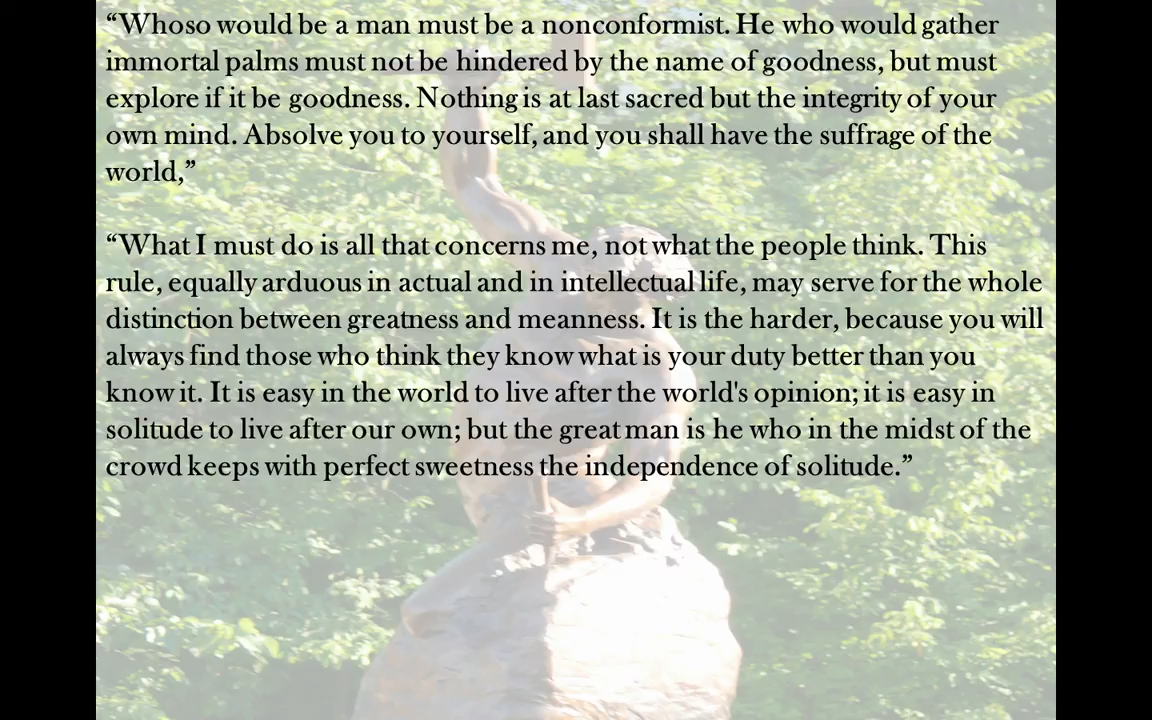 “Whoso would be a man must be a nonconformist. He who would gather
immortal palms must not be hindered by the name of goodness, but must
explore if it be goodness. Nothing is at last sacred but the integrity of your
own mind. Absolve you to yourself, and you shall have the suffrage of the
world,”
“What I must do is all that concerns me, not what the people think. This
rule, equally arduous in actual and in intellectual life, may serve for the whole
distinction between greatness and meanness. It is the harder, because you will
always find those who think they know what is your duty better than you
know it. It is easy in the world to live after the world's opinion; it is easy in
solitude to live after our own; but the great man is he who in the midst of the
crowd keeps with perfect sweetness the independence of solitude.”